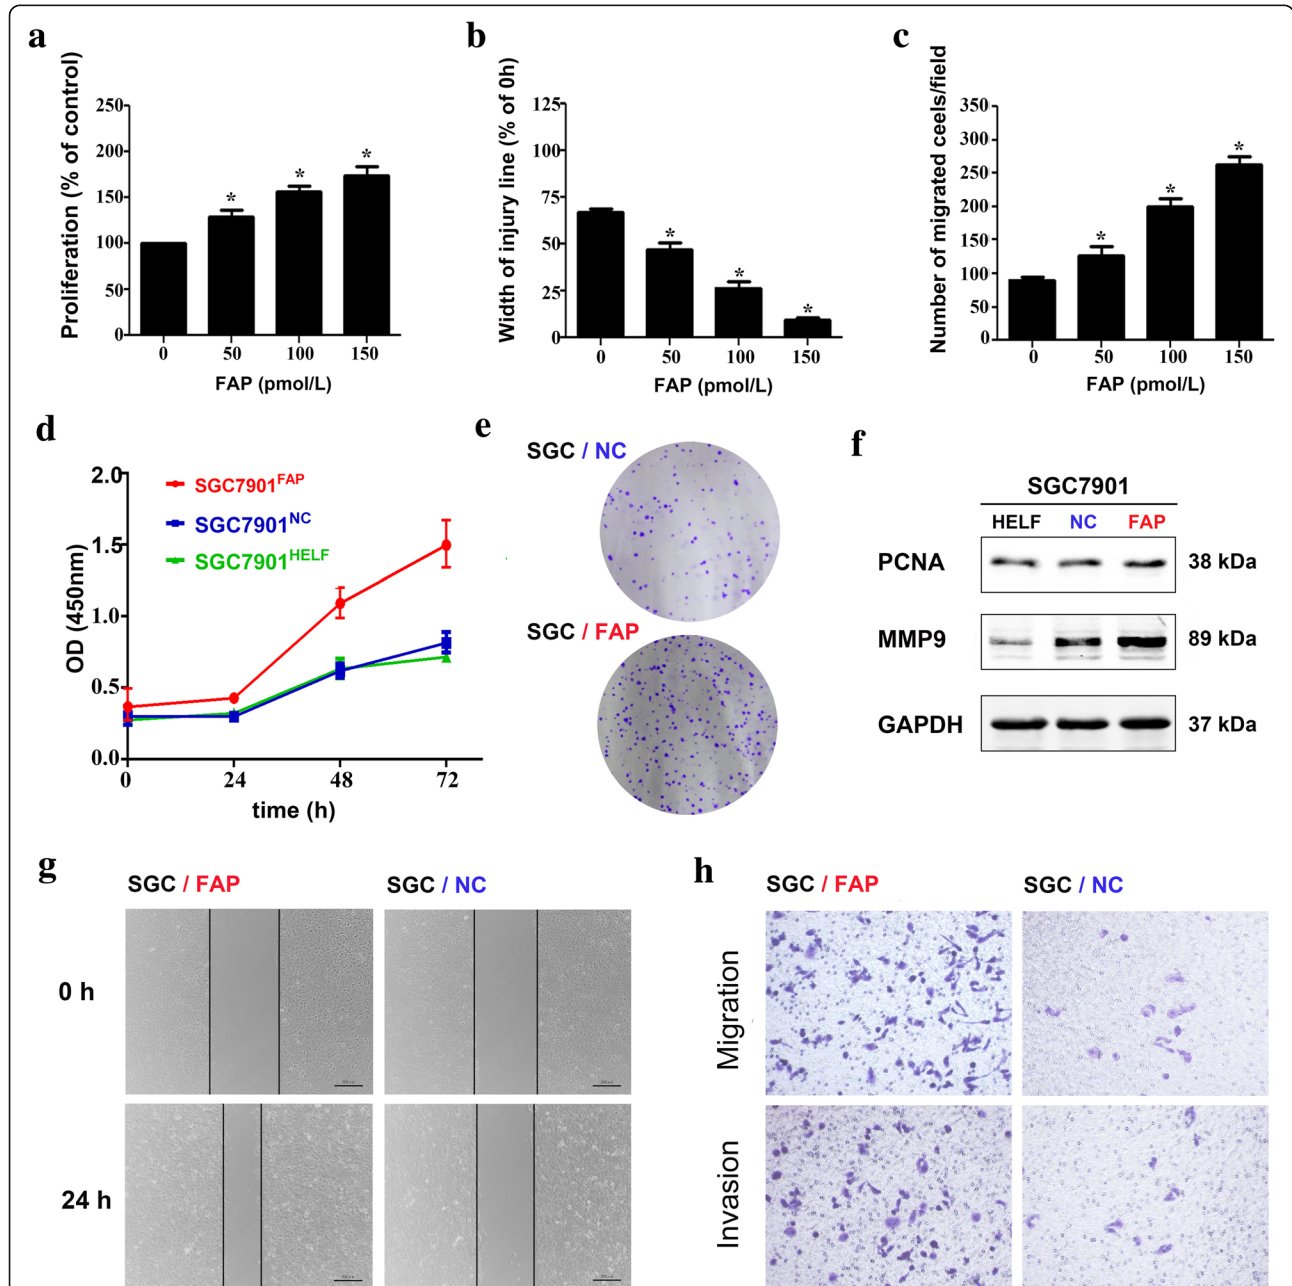 a
Proliferation (% of control)
250
200
150
100
50
0
0 50 100 150
FAP (pmol/L)
* * *
b
Width of injury line (% of 0h)
125
100
75
50
25
0
0 50 100 150
FAP (pmol/L)
* * *
c
Number of migrated ceels/field
350
300
250
200
150
100
50
0
0 50 100 150
FAP (pmol/L)
* * *
d
OD (450nm)
2.0
1.5
1.0
0.5
0.0
0 24 48 72
time (h)
SGC7901FAP
SGC7901NC
SGC7901HELF
e
SGC / NC
SGC / FAP
f
SGC7901
HELF NC FAP
PCNA 38 kDa
MMP9 89 kDa
GAPDH 37 kDa
g
SGC / FAP SGC / NC
0 h
24 h
h
SGC / FAP SGC / NC
Migration
Invasion